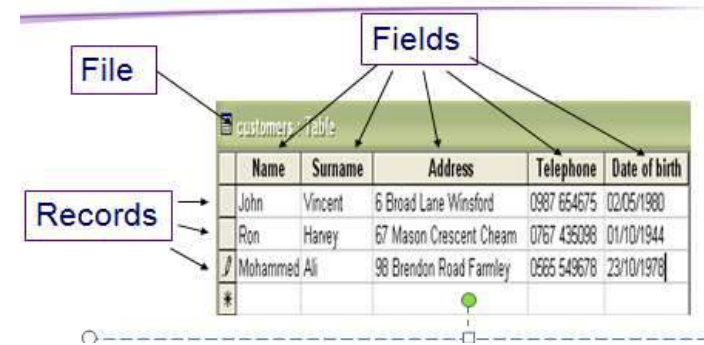 Fields
File
customers : Table
Name Surname Address Telephone Date of birth
Records
John Vincent 6 Broad Lane Winsford 0987 654675 02/05/1980
Ron Harvey 67 Mason Crescent Cheam 0767 435098 01/10/1944
Mohammed Ali 98 Brendon Road Farmley 0565 549678 23/10/1978